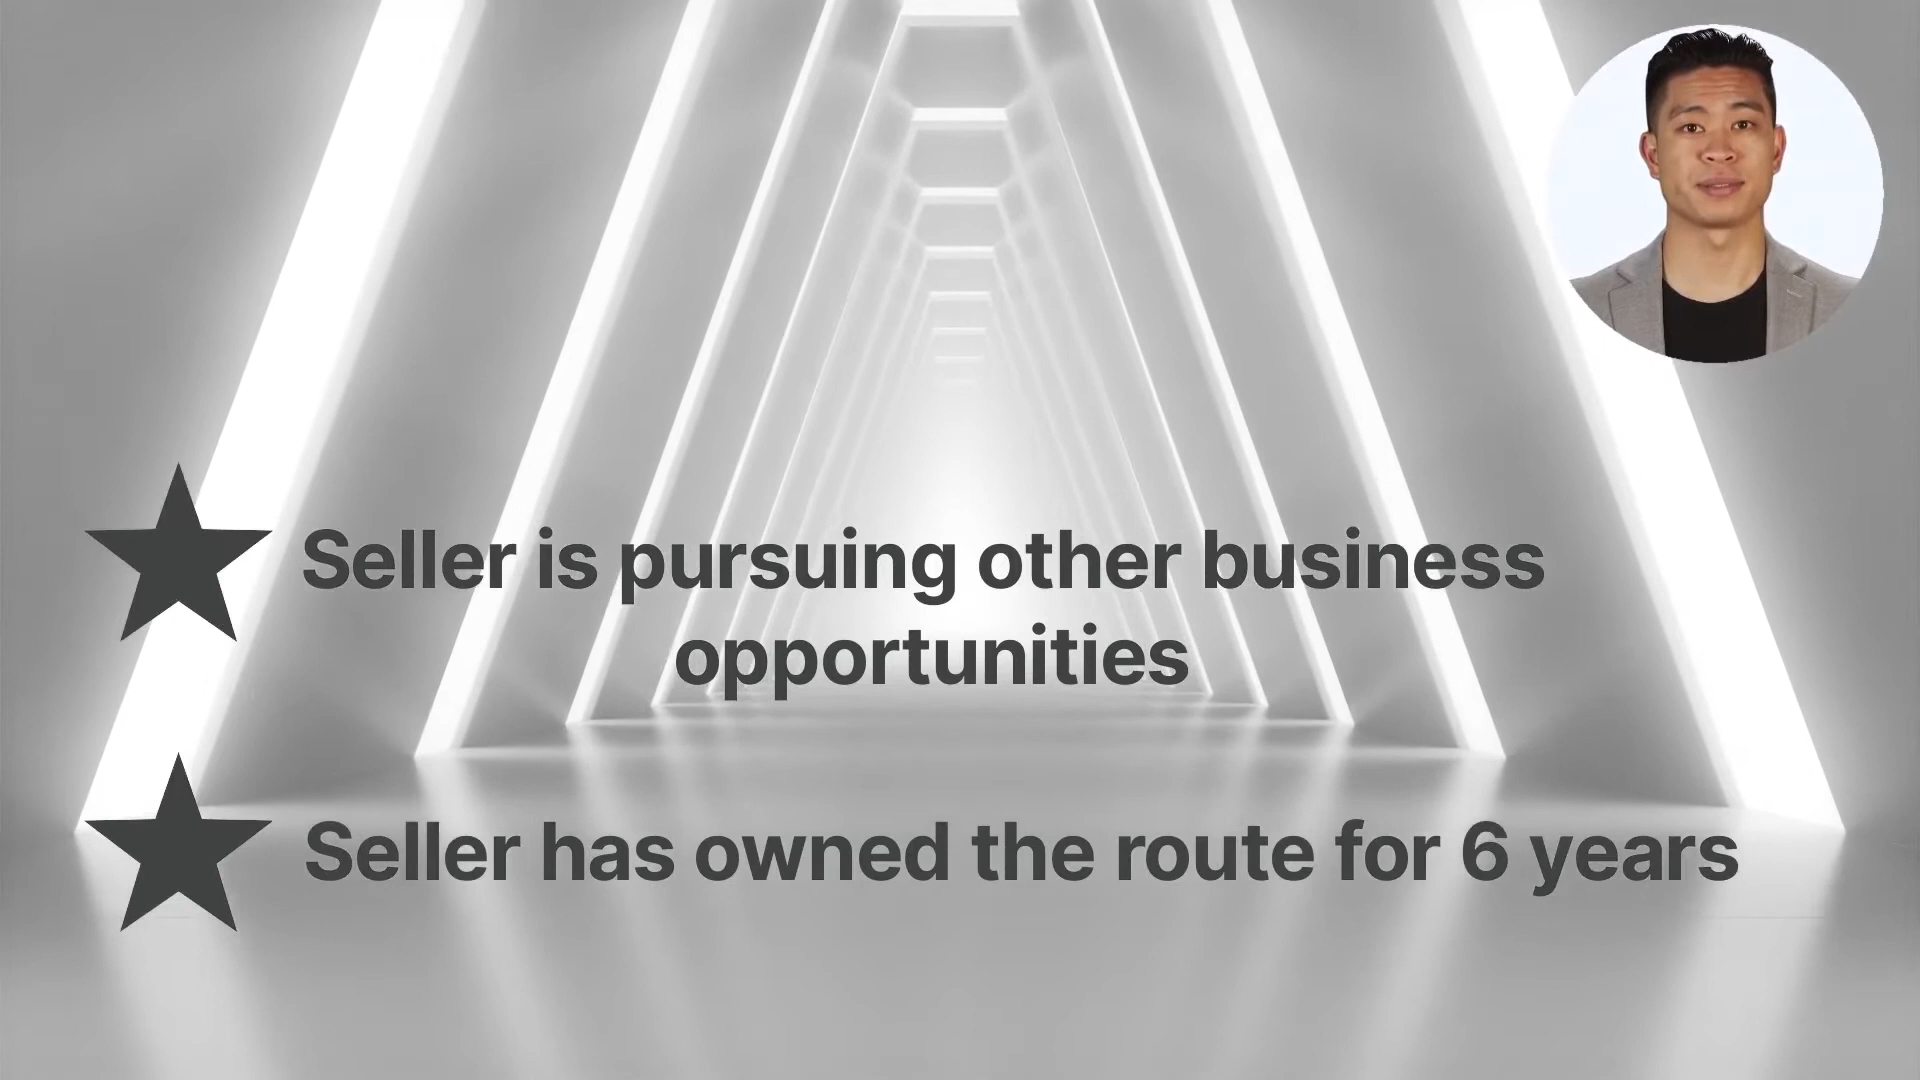 Seller is pursuing other business
opportunities
Seller has owned the route for 6 years